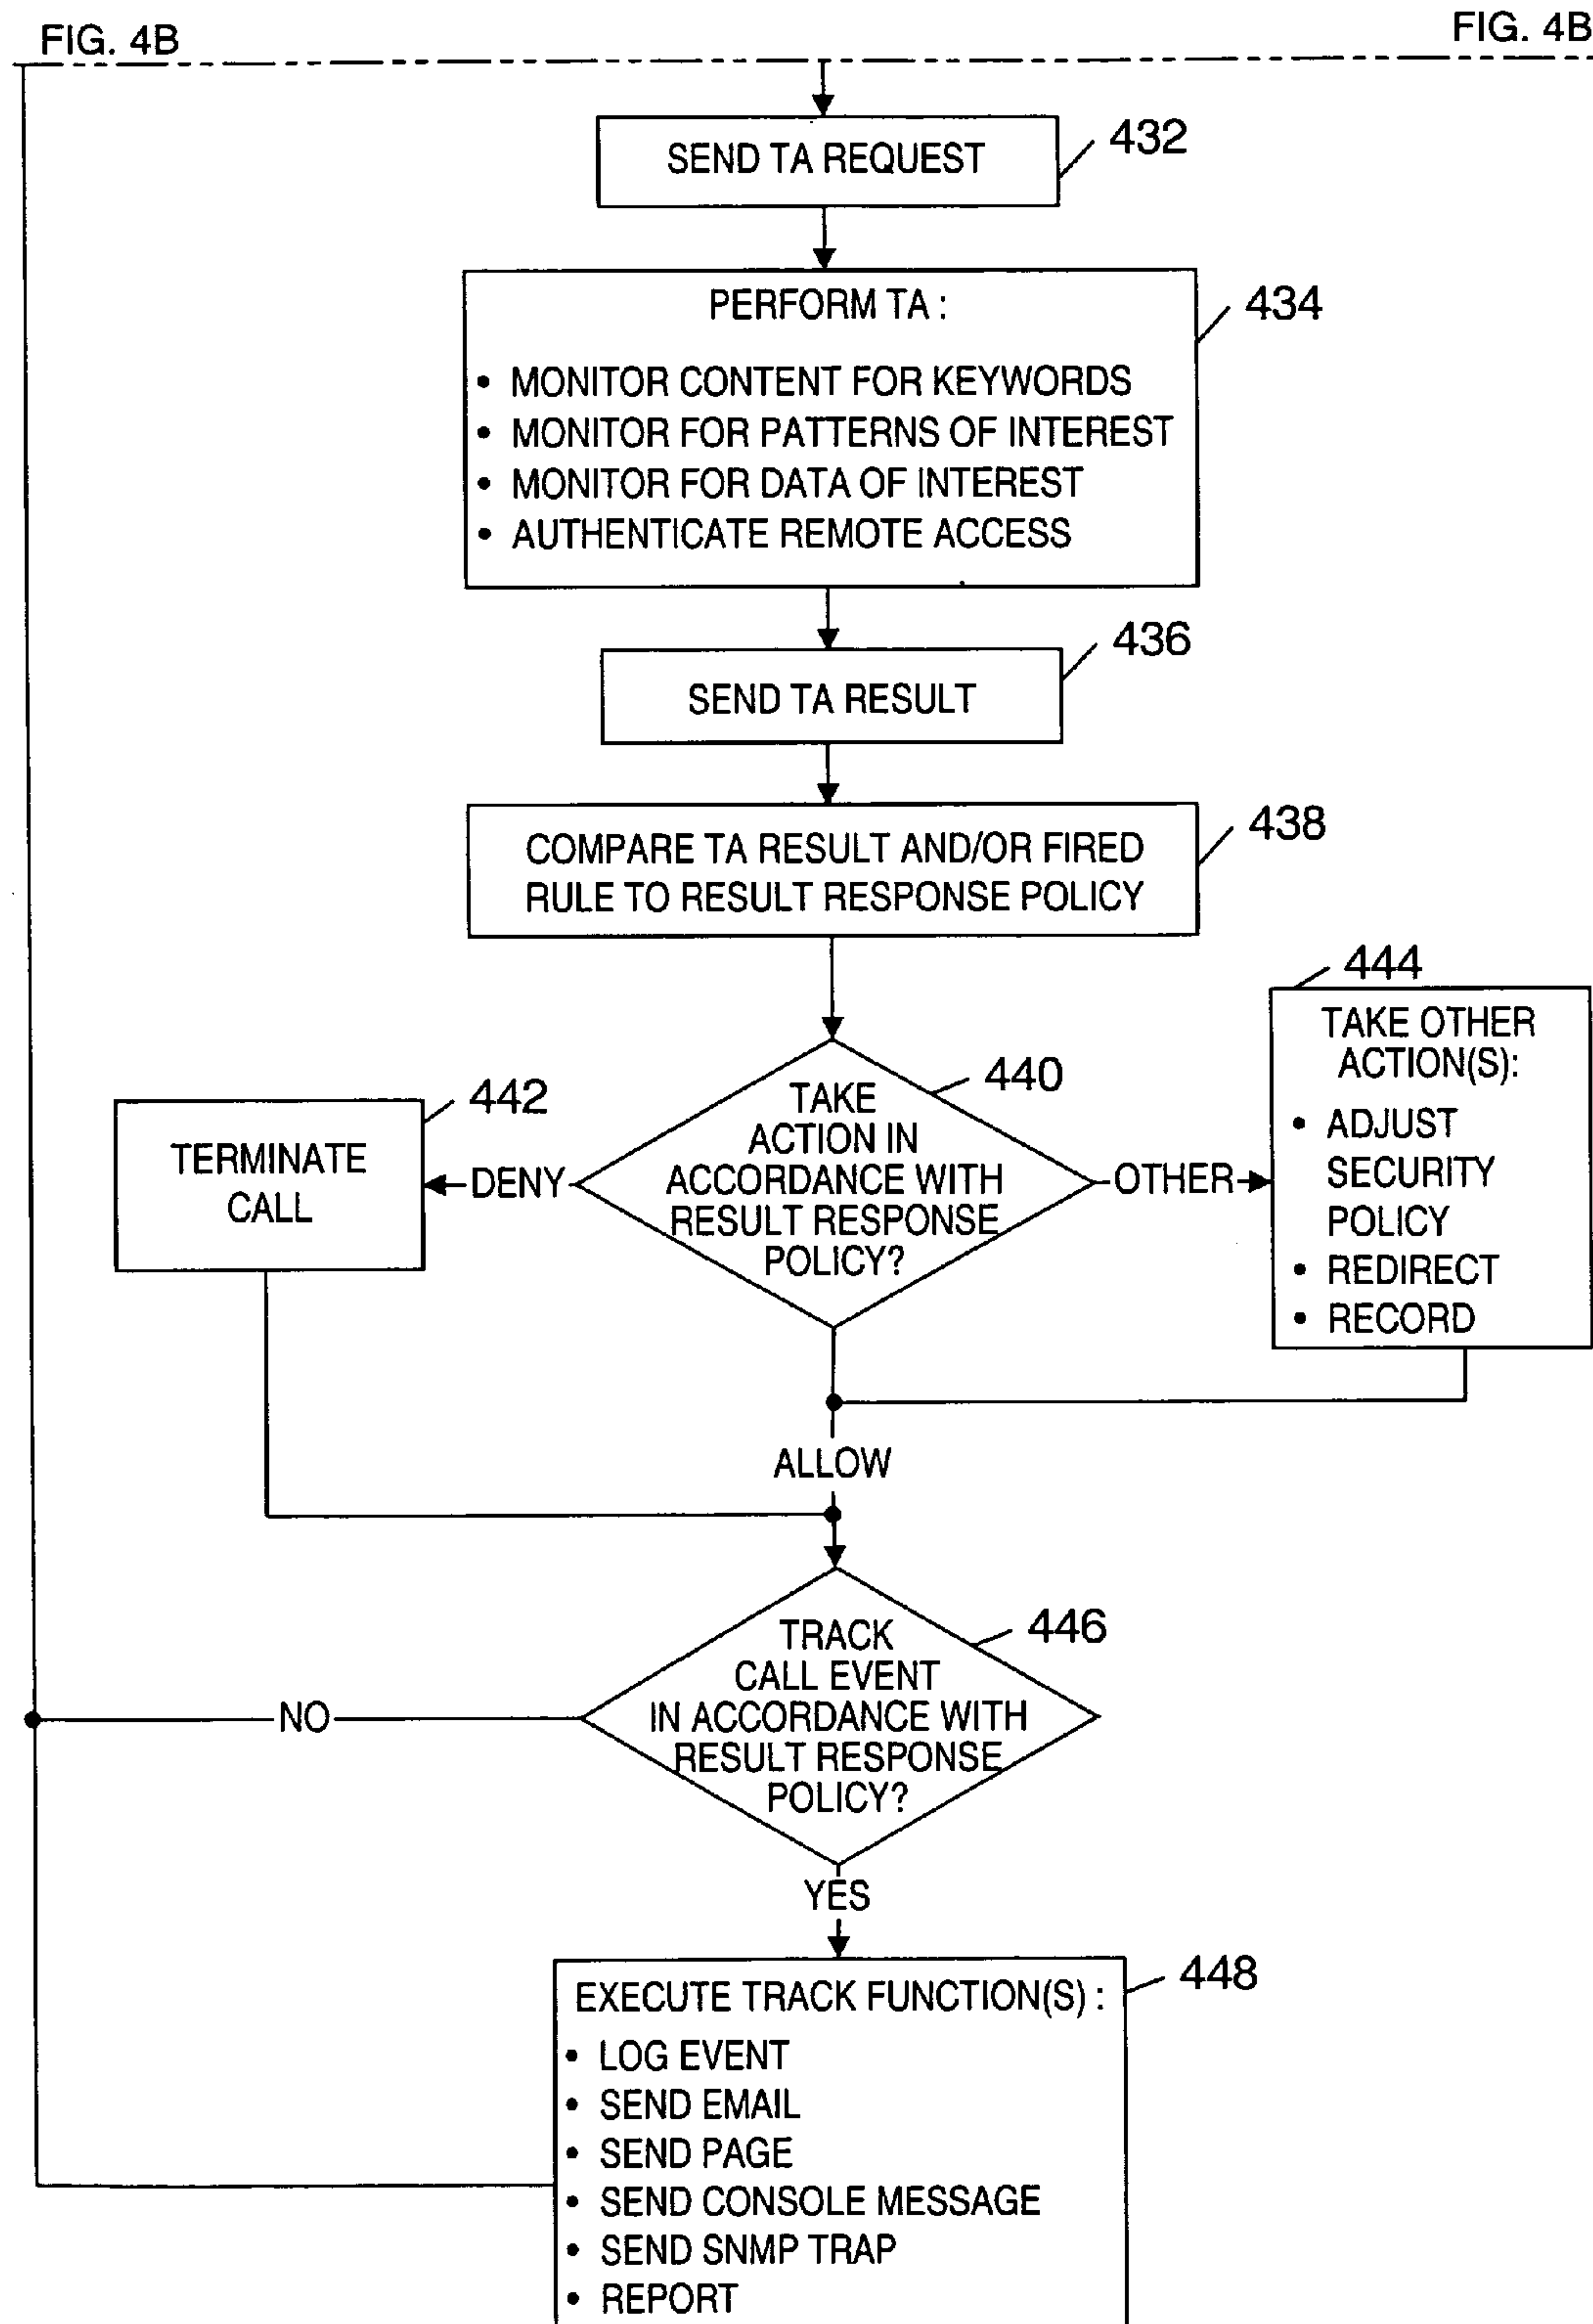 FIG. 4B
FIG. 4B
SEND TA REQUEST
432
PERFORM TA :
434
• MONITOR CONTENT FOR KEYWORDS
• MONITOR FOR PATTERNS OF INTEREST
• MONITOR FOR DATA OF INTEREST
• AUTHENTICATE REMOTE ACCESS
436
SEND TA RESULT
438
COMPARE TA RESULT AND/OR FIRED
RULE TO RESULT RESPONSE POLICY
444
TAKE OTHER
ACTION(S):
• ADJUST
SECURITY
POLICY
• REDIRECT
• RECORD
440
TAKE
ACTION IN
ACCORDANCE WITH
RESULT RESPONSE
POLICY?
442
TERMINATE
CALL
DENY
OTHER
ALLOW
446
TRACK
CALL EVENT
IN ACCORDANCE WITH
RESULT RESPONSE
POLICY?
NO
YES
448
EXECUTE TRACK FUNCTION(S) :
• LOG EVENT
• SEND EMAIL
• SEND PAGE
• SEND CONSOLE MESSAGE
• SEND SNMP TRAP
• REPORT